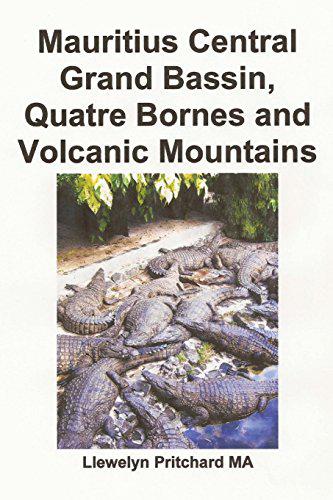 Mauritius Central
Grand Bassin,
Quatre Bornes and
Volcanic Mountains
Llewelyn Pritchard MA